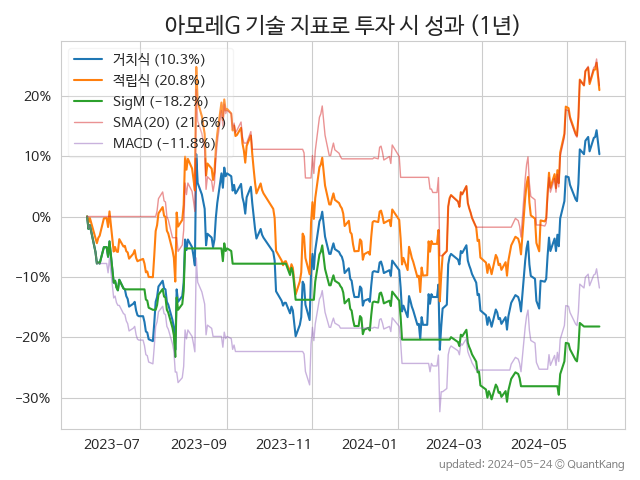 아모레G 기술 지표로 투자 시 성과 (1년)
거치식 (10.3%)
적립식 (20.8%)
SigM (−18.2%)
SMA(20) (21.6%)
MACD (−11.8%)
20%
10%
0%
−10%
−20%
−30%
2023-07 2023-09 2023-11 2024-01 2024-03 2024-05
updated: 2024-05-24 © QuantKang